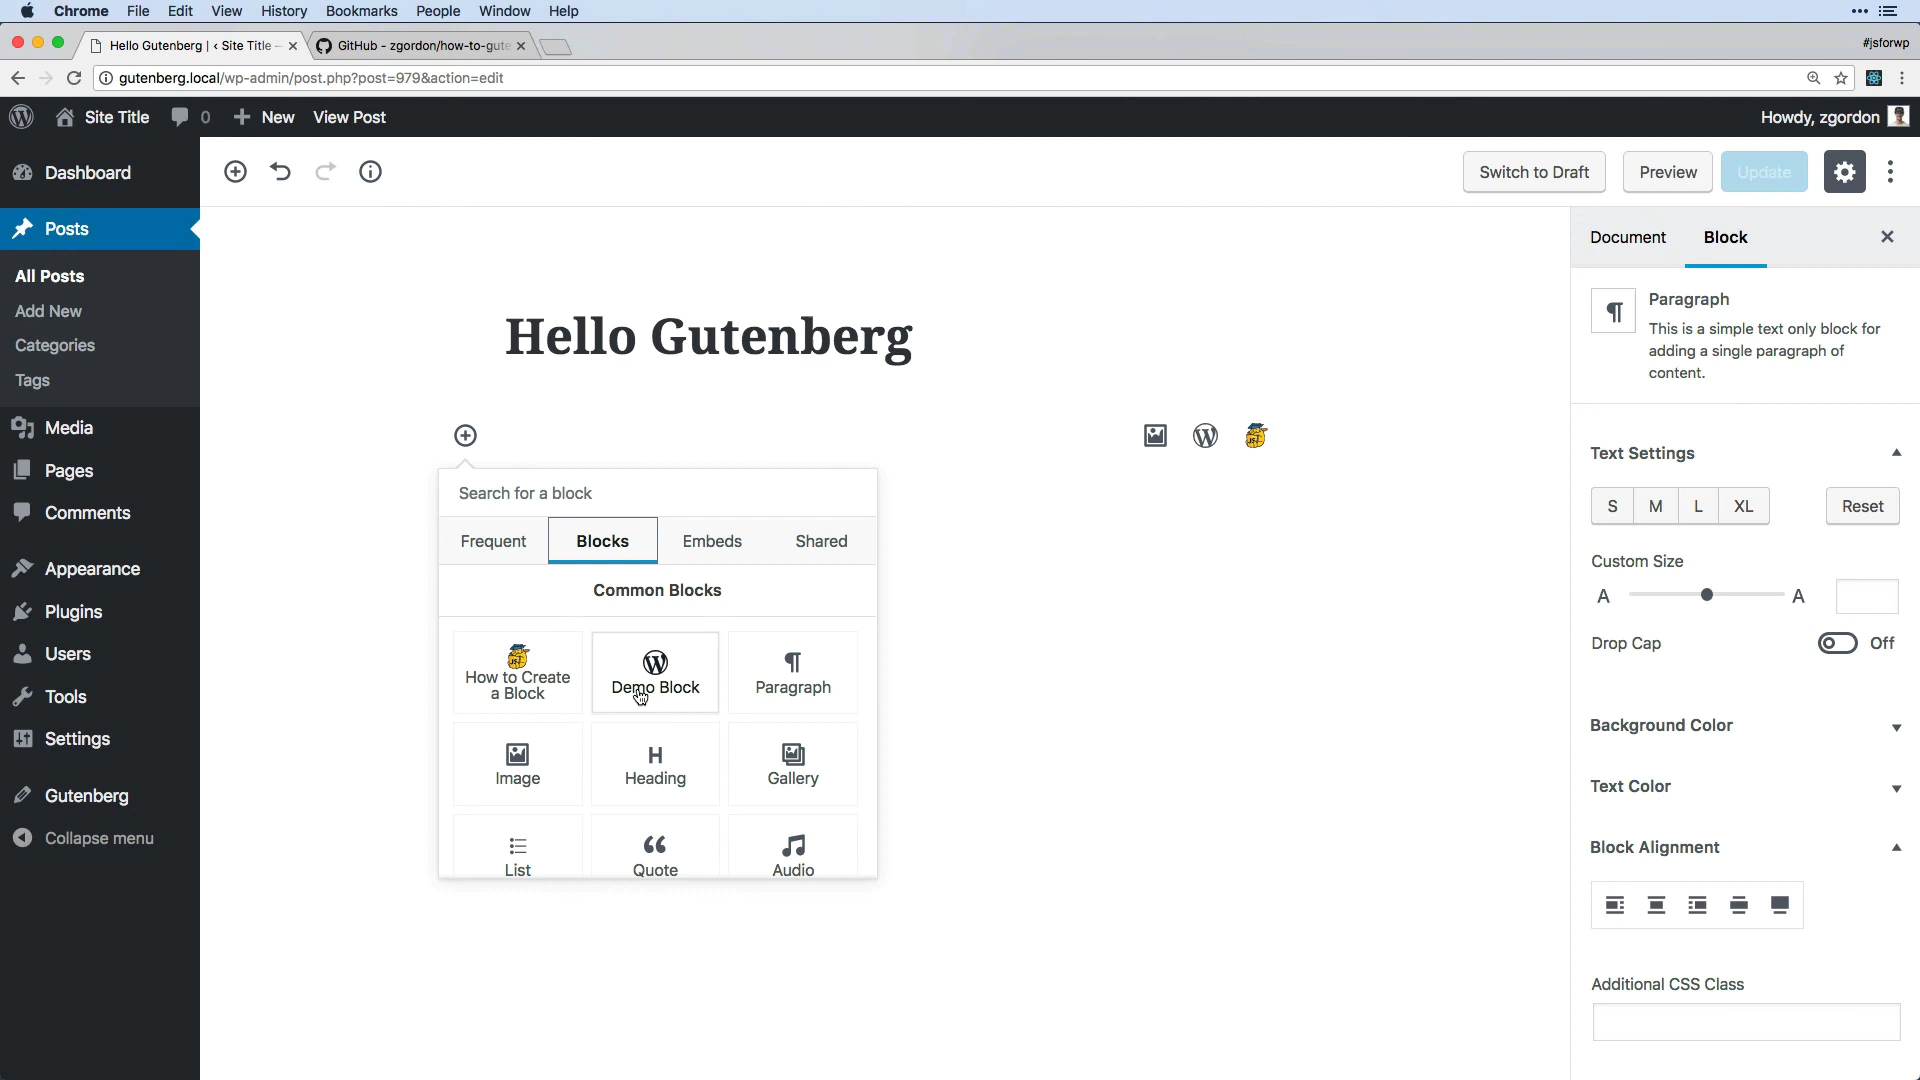 Chrome File Edit View History Bookmarks People Window Help
Hello Gutenberg | ‹ Site Title –
GitHub - zgordon/how-to-gute
#jsforwp
gutenberg.local/wp-admin/post.php?post=979&action=edit
Site Title 0 New View Post
Howdy, zgordon
Dashboard
Posts
All Posts
Add New
Categories
Tags
Media
Pages
Comments
Appearance
Plugins
Users
Tools
Settings
Gutenberg
Collapse menu
Switch to Draft Preview Update
Hello Gutenberg
Search for a block
Frequent Blocks Embeds Shared
Common Blocks
How to Create
a Block
Demo Block
Paragraph
Image
Heading
Gallery
List
Quote
Audio
Document Block
Paragraph
This is a simple text only block for
adding a single paragraph of
content.
Text Settings
S M L XL Reset
Custom Size
A A
Drop Cap Off
Background Color
Text Color
Block Alignment
Additional CSS Class